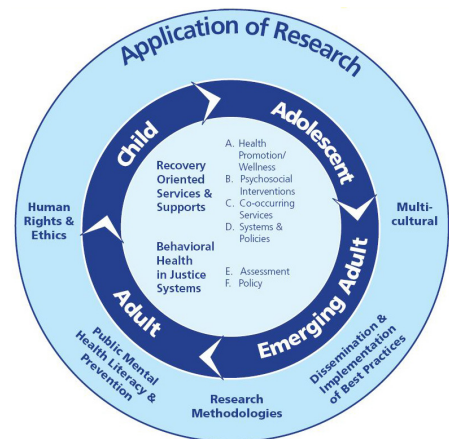 Application of Research
Child
Adolescent
Emerging Adult
Adult
Recovery
Oriented
Services &
Supports
A. Health
Promotion/
Wellness
B. Psychosocial
Interventions
C. Co-occurring
Services
D. Systems &
Policies
Behavioral
Health
in Justice
Systems
E. Assessment
F. Policy
Human
Rights &
Ethics
Multi-
cultural
Public Mental
Health Literacy &
Prevention
Research
Methodologies
Dissemination &
Implementation
of Best Practices